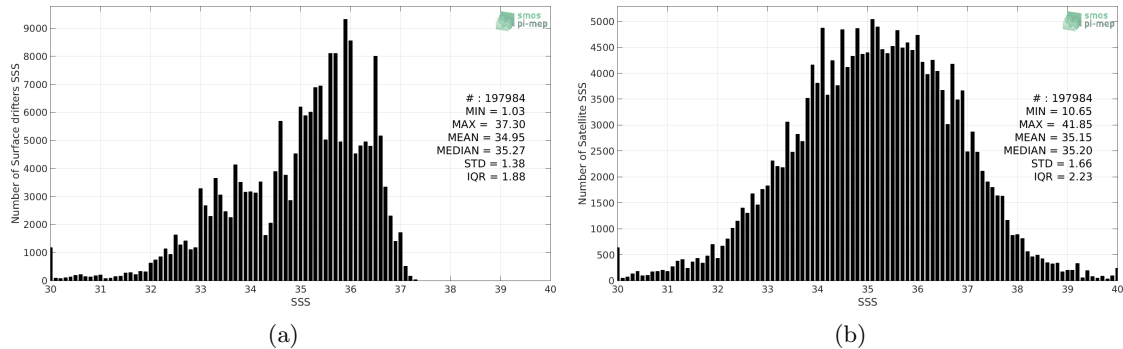 smos
pi-mep
9000
8000
7000
6000
5000
4000
3000
2000
1000
0
Number of Surface drifters SSS
# : 197984
MIN = 1.03
MAX = 37.30
MEAN = 34.95
MEDIAN = 35.27
STD = 1.38
IQR = 1.88
30 31 32 33 34 35 36 37 38 39 40
SSS
(a)
smos
pi-mep
5000
4500
4000
3500
3000
2500
2000
1500
1000
500
0
Number of Satellite SSS
# : 197984
MIN = 10.65
MAX = 41.85
MEAN = 35.15
MEDIAN = 35.20
STD = 1.66
IQR = 2.23
30 31 32 33 34 35 36 37 38 39 40
SSS
(b)